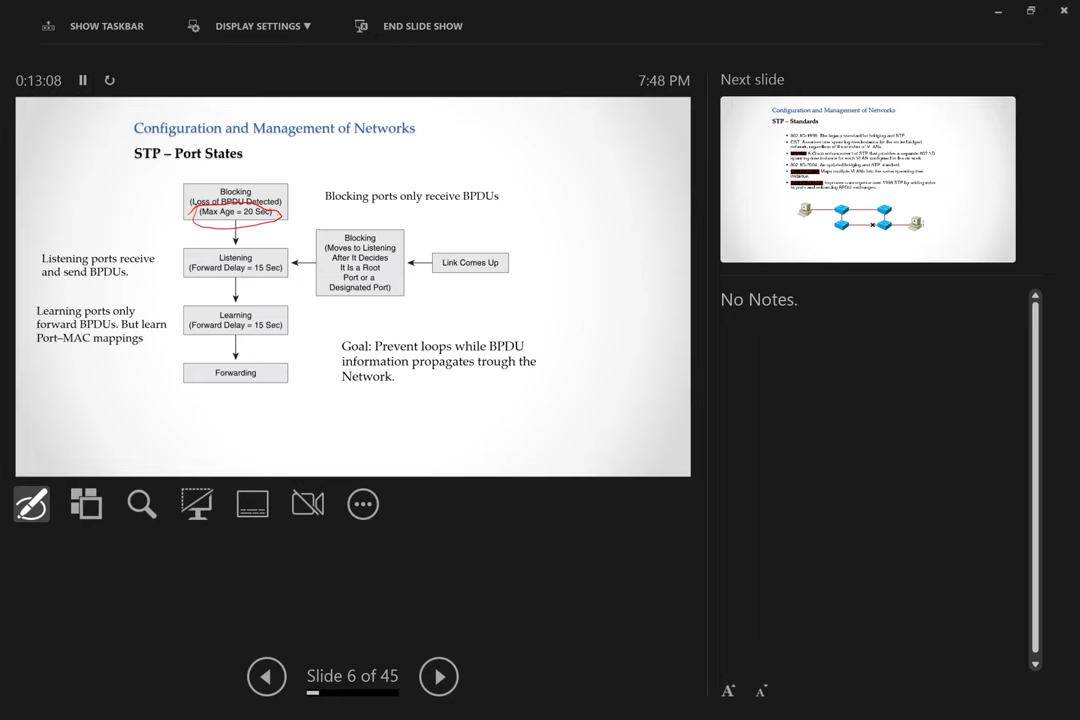 SHOW TASKBAR
DISPLAY SETTINGS ▼
END SLIDE SHOW
0:13:08
7:48 PM
Configuration and Management of Networks
STP – Port States
Blocking
(Loss of BPDU Detected)
(Max Age = 20 Sec)
Blocking ports only receive BPDUs
Listening ports receive
and send BPDUs.
Listening
(Forward Delay = 15 Sec)
Blocking
(Moves to Listening
After It Decides
It Is a Root
Port or a
Designated Port)
Link Comes Up
Learning ports only
forward BPDUs. But learn
Port–MAC mappings
Learning
(Forward Delay = 15 Sec)
Forwarding
Goal: Prevent loops while BPDU
information propagates trough the
Network.
Slide 6 of 45
Next slide
Configuration and Management of Networks
STP – Standards
No Notes.
A
A